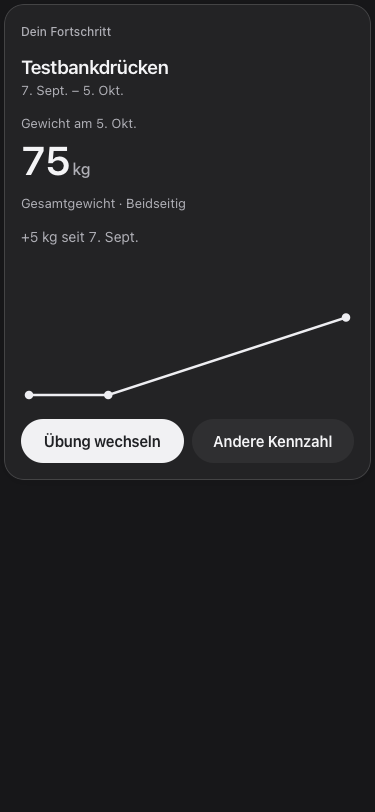 Dein Fortschritt
Testbankdrücken
7. Sept. – 5. Okt.
Gewicht am 5. Okt.
75 kg
Gesamtgewicht · Beidseitig
+5 kg seit 7. Sept.
Übung wechseln
Andere Kennzahl